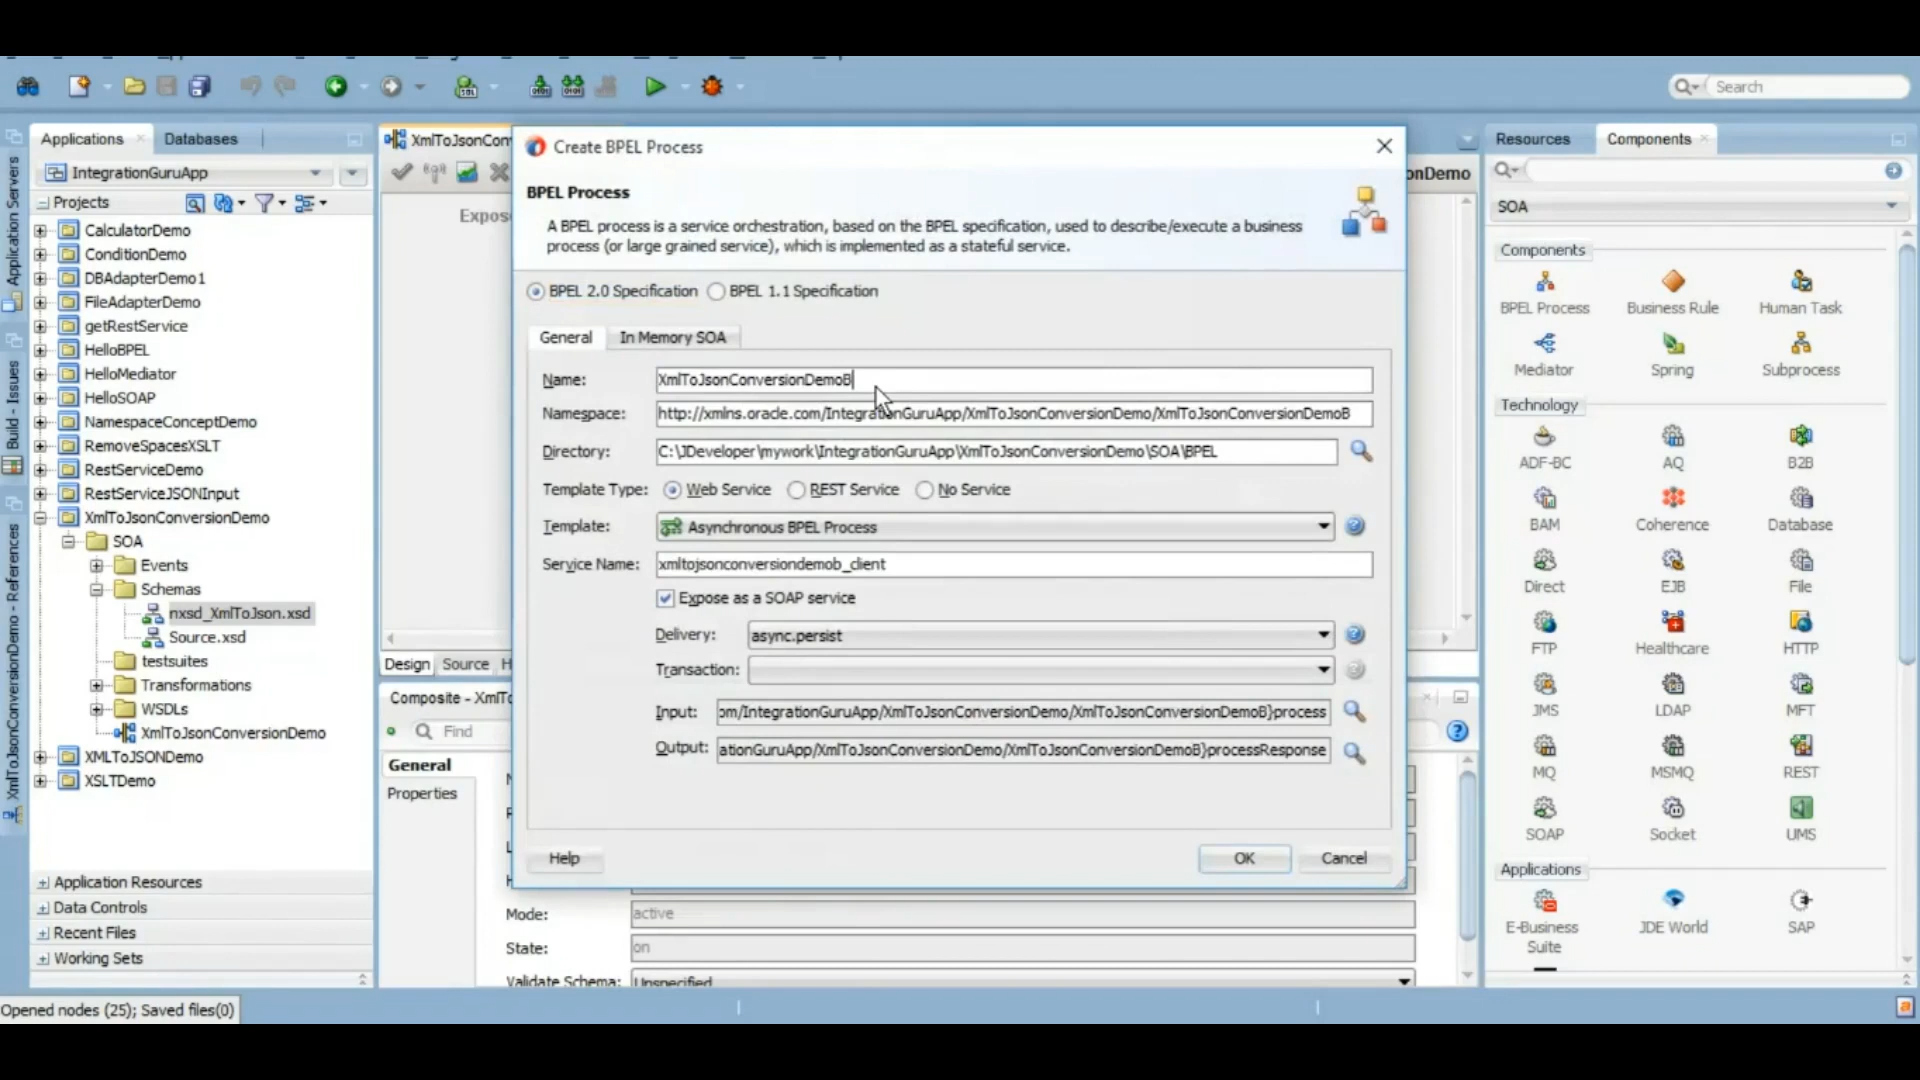 Search
Applications
Databases
IntegrationGuruApp
Projects
CalculatorDemo
ConditionDemo
DBAdapterDemo1
FileAdapterDemo
getRestService
HelloBPEL
HelloMediator
HelloSOAP
NamespaceConceptDemo
RemoveSpacesXSLT
RestServiceDemo
RestServiceJSONInput
XmlToJsonConversionDemo
SOA
Events
Schemas
nxsd_XmlToJson.xsd
Source.xsd
testsuites
Transformations
WSDLs
XmlToJsonConversionDemo
XMLToJSONDemo
XSLTDemo
Application Resources
Data Controls
Recent Files
Working Sets
Opened nodes (25); Saved files(0)
Application Servers
Build - Issues
XmlToJsonConversionDemo - References
XmlToJsonCon
onDemo
Expos
Design
Source
H
Composite - XmlTo
Find
General
Properties
Mode:
active
State:
on
Validate Schema:
Unspecified
Create BPEL Process
BPEL Process
A BPEL process is a service orchestration, based on the BPEL specification, used to describe/execute a business
process (or large grained service), which is implemented as a stateful service.
BPEL 2.0 Specification
BPEL 1.1 Specification
General
In Memory SOA
Name:
XmlToJsonConversionDemoB
Namespace:
http://xmlns.oracle.com/IntegrationGuruApp/XmlToJsonConversionDemo/XmlToJsonConversionDemoB
Directory:
C:\JDeveloper\mywork\IntegrationGuruApp\XmlToJsonConversionDemo\SOA\BPEL
Template Type:
Web Service
REST Service
No Service
Template:
Asynchronous BPEL Process
Service Name:
xmltojsonconversiondemob_client
Expose as a SOAP service
Delivery:
async.persist
Transaction:
Input:
om/IntegrationGuruApp/XmlToJsonConversionDemo/XmlToJsonConversionDemoB}process
Output:
ationGuruApp/XmlToJsonConversionDemo/XmlToJsonConversionDemoB}processResponse
Help
OK
Cancel
Resources
Components
SOA
Components
BPEL Process
Business Rule
Human Task
Mediator
Spring
Subprocess
Technology
ADF-BC
AQ
B2B
BAM
Coherence
Database
Direct
EJB
File
FTP
Healthcare
HTTP
JMS
LDAP
MFT
MQ
MSMQ
REST
SOAP
Socket
UMS
Applications
E-Business
Suite
JDE World
SAP